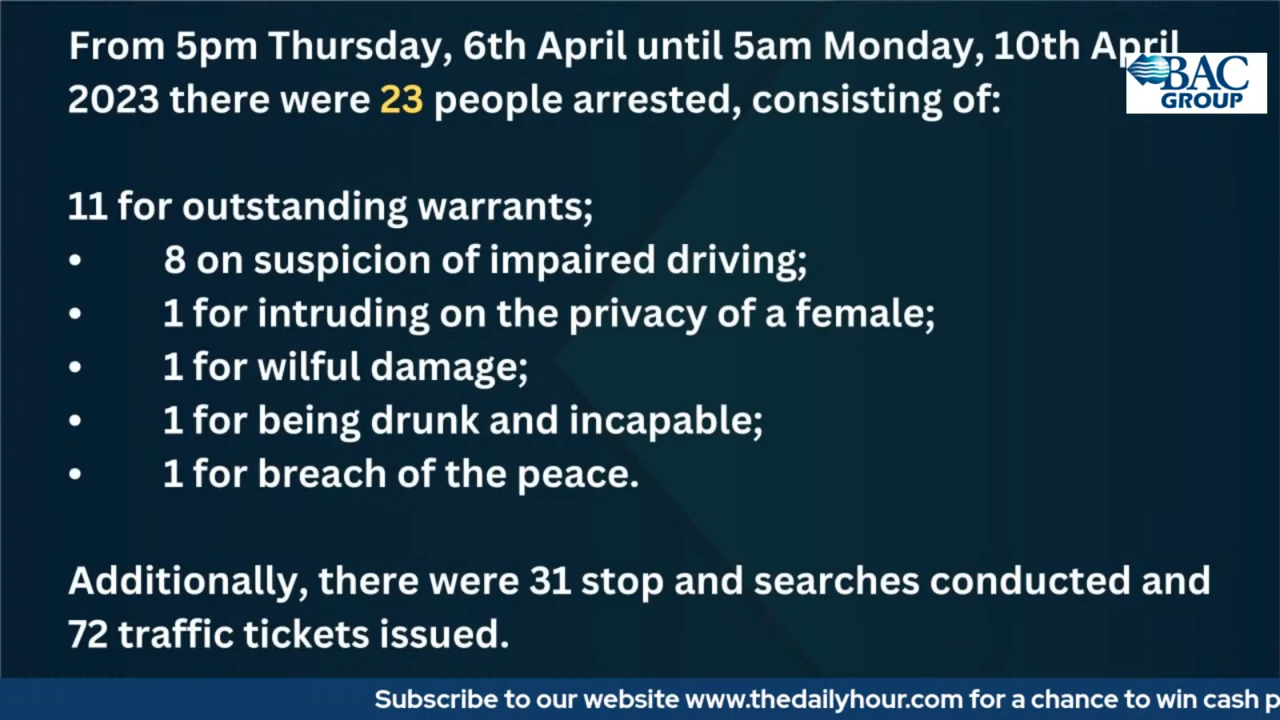 From 5pm Thursday, 6th April until 5am Monday, 10th April
2023 there were 23 people arrested, consisting of:
BAC
GROUP
11 for outstanding warrants;
• 8 on suspicion of impaired driving;
• 1 for intruding on the privacy of a female;
• 1 for wilful damage;
• 1 for being drunk and incapable;
• 1 for breach of the peace.
Additionally, there were 31 stop and searches conducted and
72 traffic tickets issued.
Subscribe to our website www.thedailyhour.com for a chance to win cash